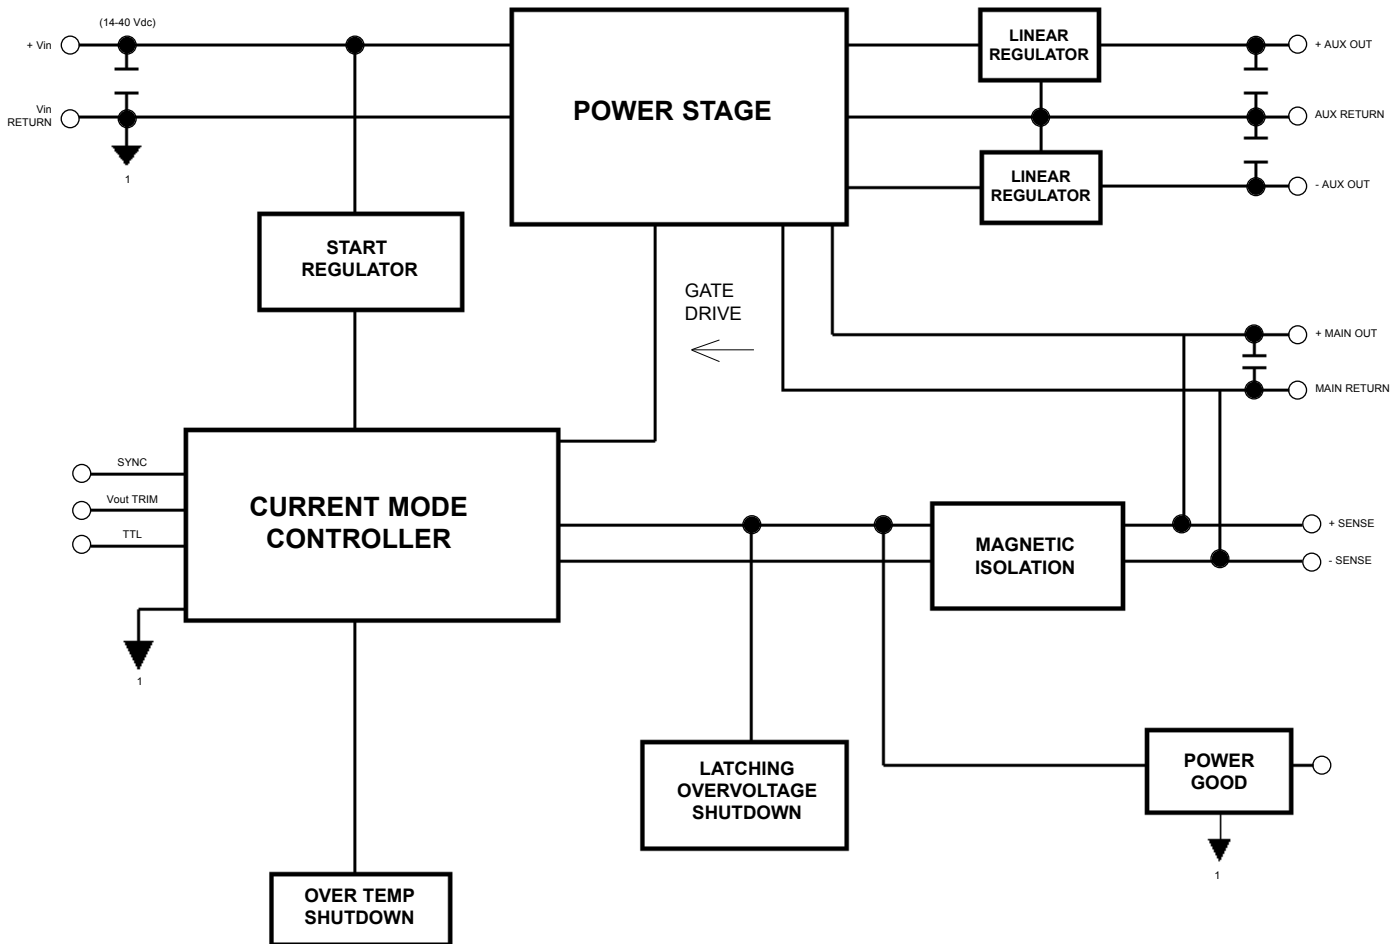 (14-40 Vdc)
+ Vin
Vin
RETURN
1
POWER STAGE
LINEAR
REGULATOR
LINEAR
REGULATOR
+ AUX OUT
AUX RETURN
- AUX OUT
START
REGULATOR
GATE
DRIVE
+ MAIN OUT
MAIN RETURN
SYNC
Vout TRIM
TTL
1
CURRENT MODE
CONTROLLER
MAGNETIC
ISOLATION
+ SENSE
- SENSE
LATCHING
OVERVOLTAGE
SHUTDOWN
POWER
GOOD
1
OVER TEMP
SHUTDOWN